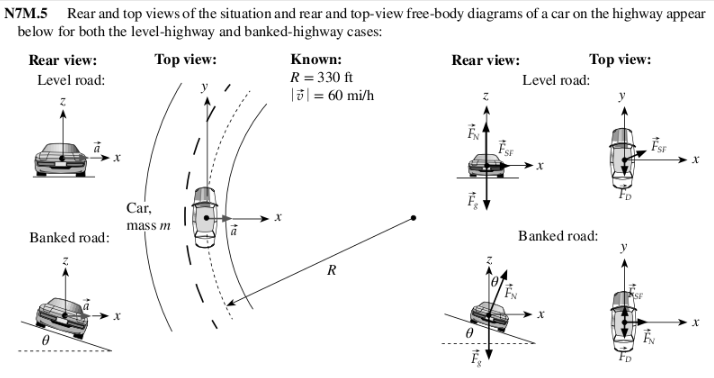 N7M.5 Rear and top views of the situation and rear and top-view free-body diagrams of a car on the highway appear
below for both the level-highway and banked-highway cases:
Rear view: Top view: Known: Rear view: Top view:
Level road: R = 330 ft Level road:
|v⃗| = 60 mi/h
z y z y
a⃗ x F⃗N F⃗SF x F⃗SF x
F⃗g F⃗D
Car,
mass m
a⃗ x
Banked road: R Banked road:
z z y
a⃗ x θ F⃗N x F⃗SF x
θ θ F⃗N
F⃗g F⃗D